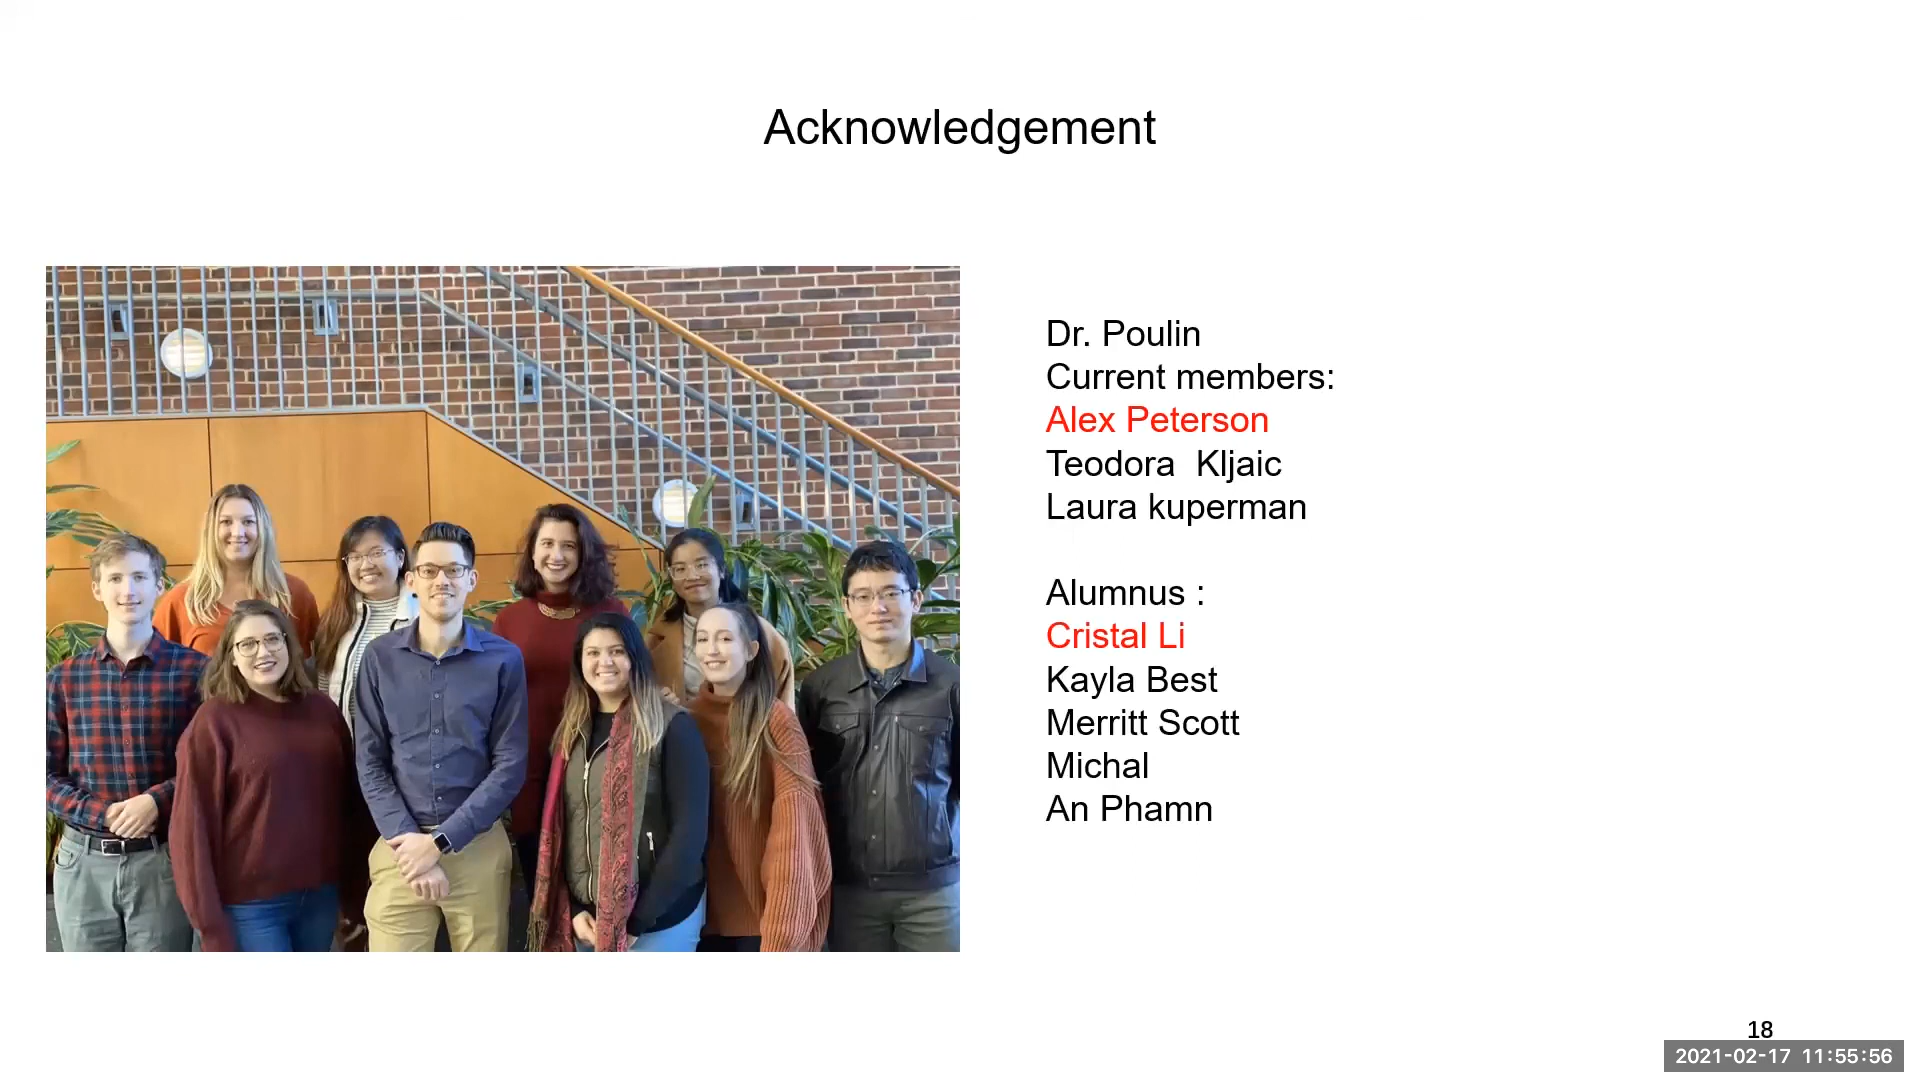 Acknowledgement
Dr. Poulin
Current members:
Alex Peterson
Teodora  Kljaic
Laura kuperman
Alumnus :
Cristal Li
Kayla Best
Merritt Scott
Michal
An Phamn
18
2021-02-17 11:55:56